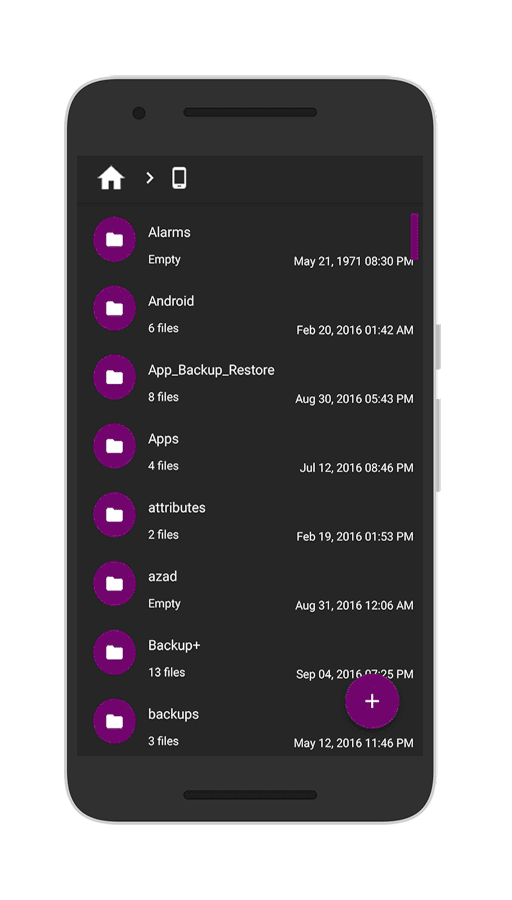 Alarms
Empty May 21, 1971 08:30 PM
Android
6 files Feb 20, 2016 01:42 AM
App_Backup_Restore
8 files Aug 30, 2016 05:43 PM
Apps
4 files Jul 12, 2016 08:46 PM
attributes
2 files Feb 19, 2016 01:53 PM
azad
Empty Aug 31, 2016 12:06 AM
Backup+
13 files Sep 04, 2016 07:25 PM
backups
3 files May 12, 2016 11:46 PM